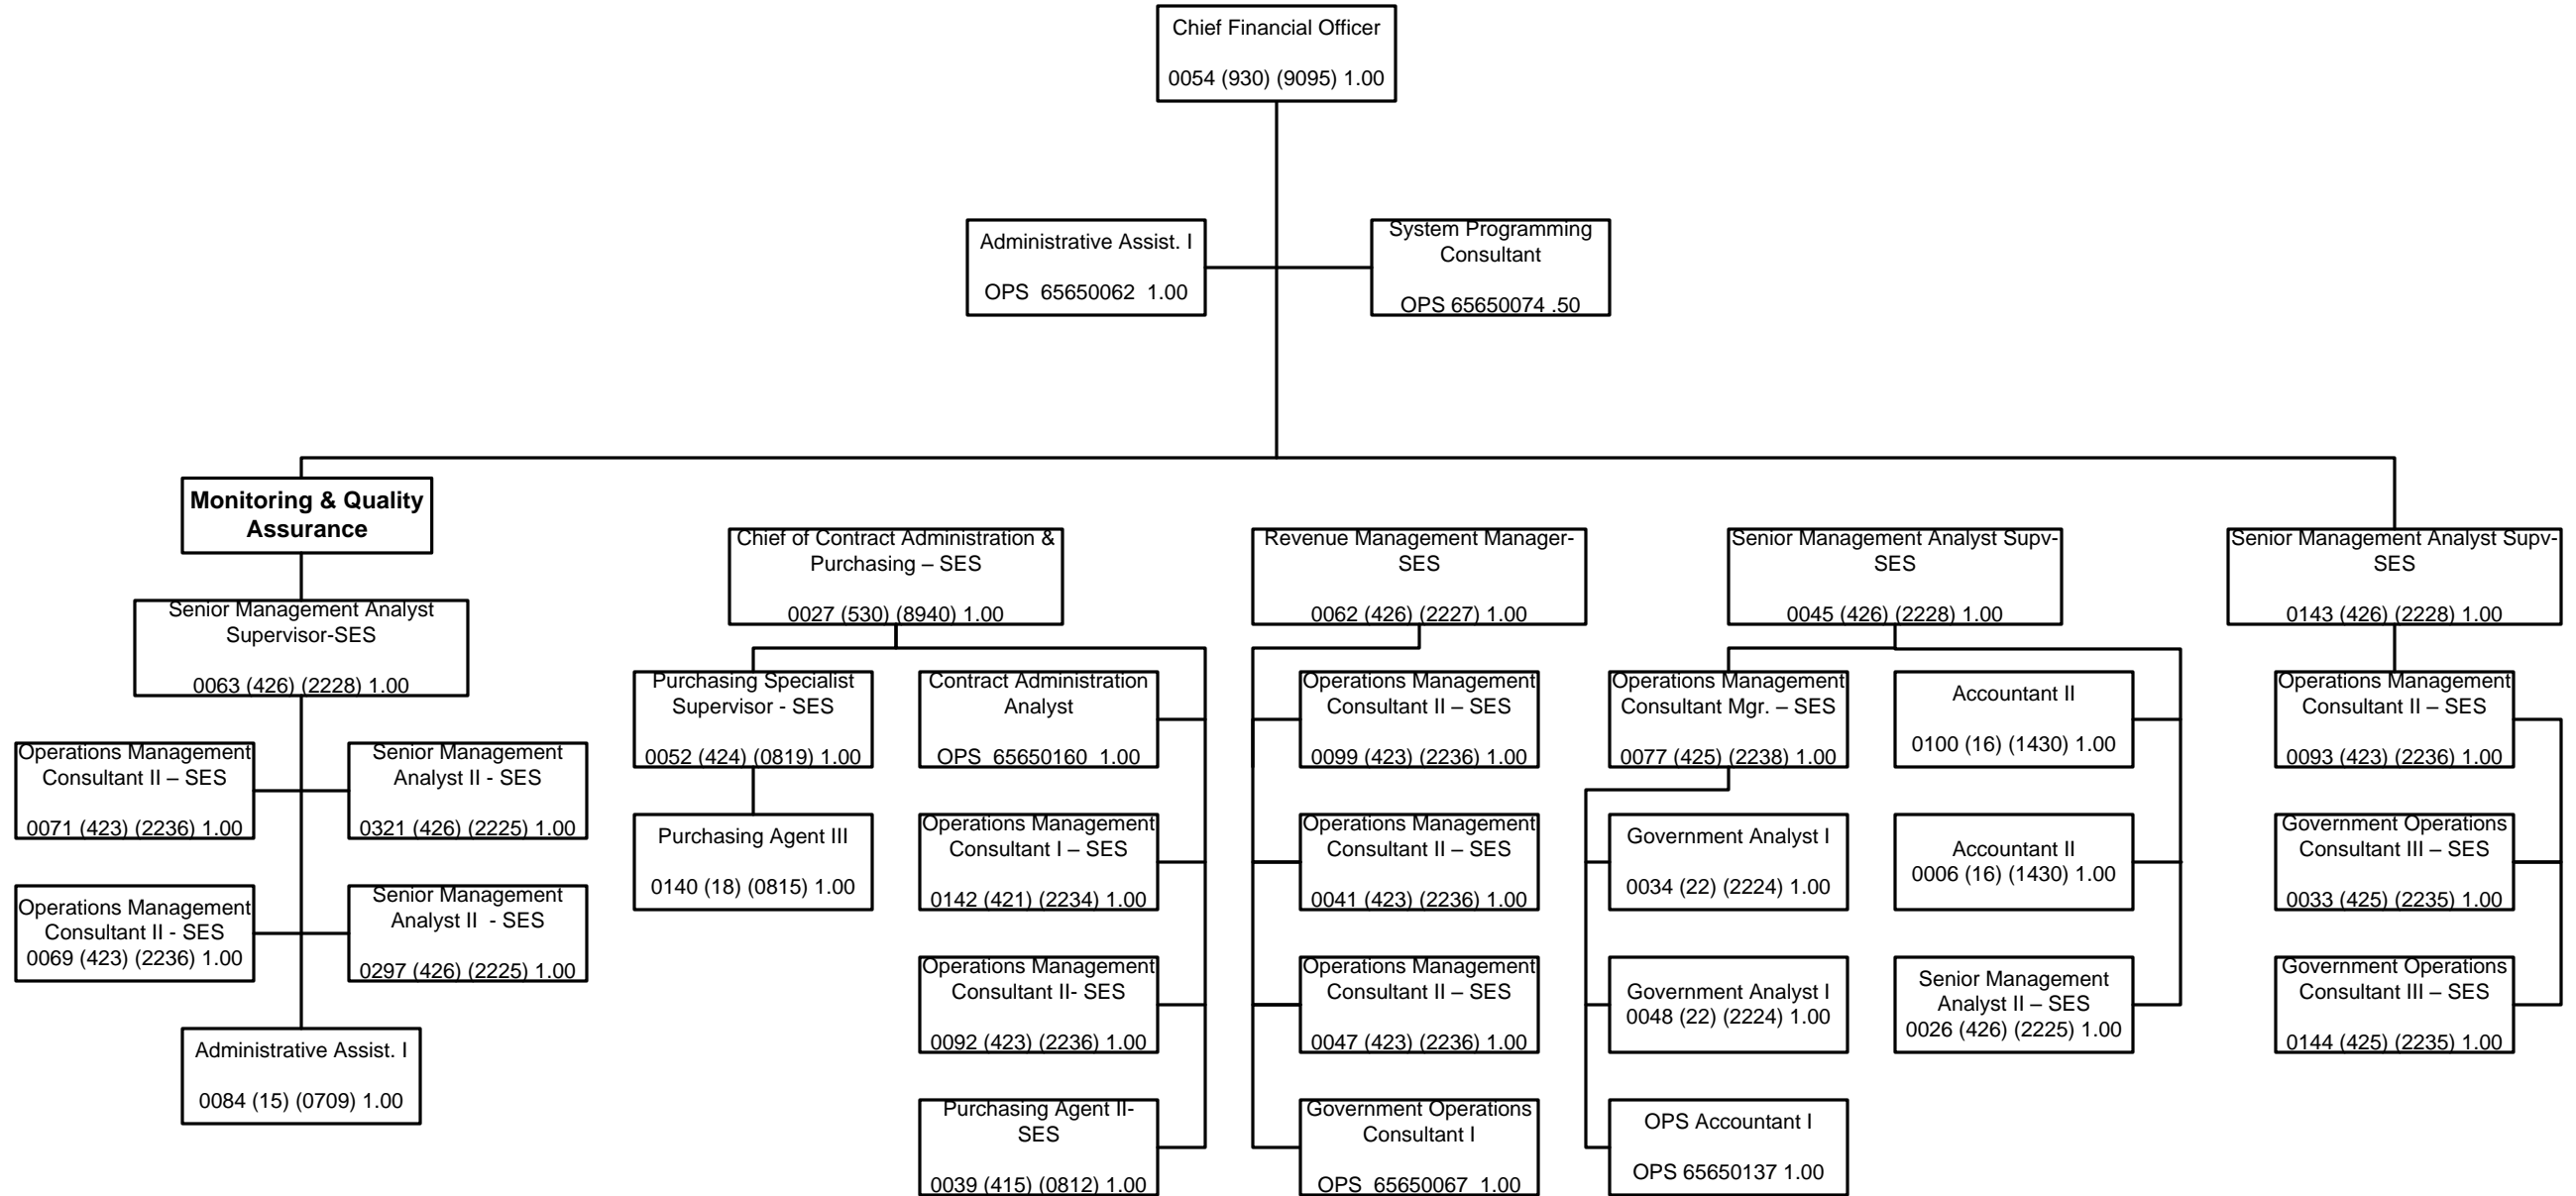 Chief Financial Officer
0054 (930) (9095) 1.00
Administrative Assist. I
OPS  65650062  1.00
System Programming
Consultant
OPS 65650074 .50
Monitoring & Quality
Assurance
Senior Management Analyst
Supervisor-SES
0063 (426) (2228) 1.00
Operations Management
Consultant II – SES
0071 (423) (2236) 1.00
Senior Management
Analyst II - SES
0321 (426) (2225) 1.00
Operations Management
Consultant II - SES
0069 (423) (2236) 1.00
Senior Management
Analyst II  - SES
0297 (426) (2225) 1.00
Administrative Assist. I
0084 (15) (0709) 1.00
Chief of Contract Administration &
Purchasing – SES
0027 (530) (8940) 1.00
Purchasing Specialist
Supervisor - SES
0052 (424) (0819) 1.00
Purchasing Agent III
0140 (18) (0815) 1.00
Contract Administration
Analyst
OPS  65650160  1.00
Operations Management
Consultant I – SES
0142 (421) (2234) 1.00
Operations Management
Consultant II- SES
0092 (423) (2236) 1.00
Purchasing Agent II-
SES
0039 (415) (0812) 1.00
Revenue Management Manager-
SES
0062 (426) (2227) 1.00
Operations Management
Consultant II – SES
0099 (423) (2236) 1.00
Operations Management
Consultant II – SES
0041 (423) (2236) 1.00
Operations Management
Consultant II – SES
0047 (423) (2236) 1.00
Government Operations
Consultant I
OPS  65650067  1.00
Senior Management Analyst Supv-
SES
0045 (426) (2228) 1.00
Operations Management
Consultant Mgr. – SES
0077 (425) (2238) 1.00
Government Analyst I
0034 (22) (2224) 1.00
Government Analyst I
0048 (22) (2224) 1.00
OPS Accountant I
OPS 65650137 1.00
Accountant II
0100 (16) (1430) 1.00
Accountant II
0006 (16) (1430) 1.00
Senior Management
Analyst II – SES
0026 (426) (2225) 1.00
Senior Management Analyst Supv-
SES
0143 (426) (2228) 1.00
Operations Management
Consultant II – SES
0093 (423) (2236) 1.00
Government Operations
Consultant III – SES
0033 (425) (2235) 1.00
Government Operations
Consultant III – SES
0144 (425) (2235) 1.00